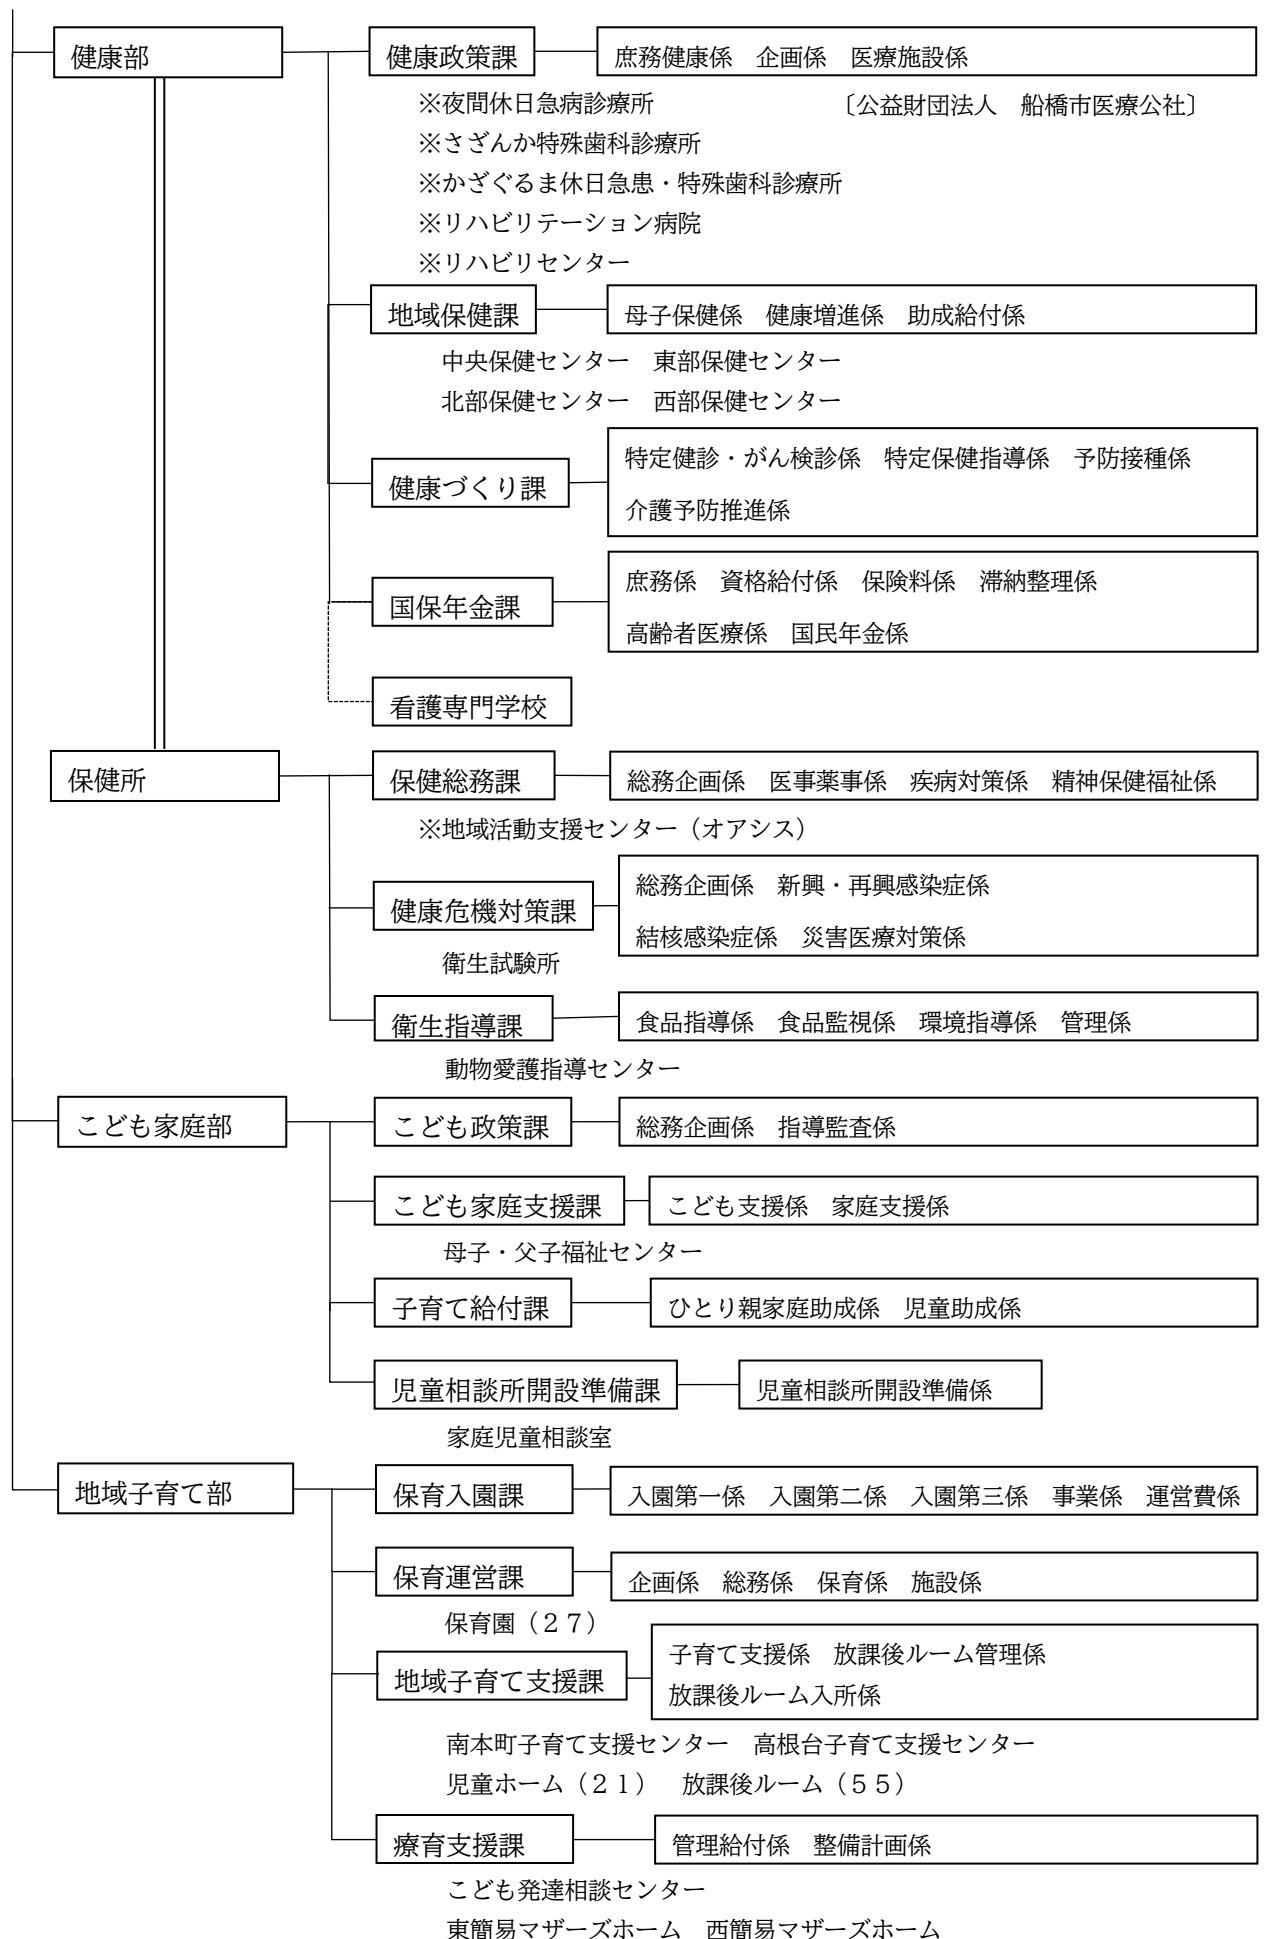 健康部　健康政策課　庶務健康係　企画係　医療施設係
※夜間休日急病診療所　〔公益財団法人　船橋市医療公社〕
※さざんか特殊歯科診療所
※かざぐるま休日急患・特殊歯科診療所
※リハビリテーション病院
※リハビリセンター
地域保健課　母子保健係　健康増進係　助成給付係
中央保健センター　東部保健センター
北部保健センター　西部保健センター
健康づくり課　特定健診・がん検診係　特定保健指導係　予防接種係
介護予防推進係
国保年金課　庶務係　資格給付係　保険料係　滞納整理係
高齢者医療係　国民年金係
看護専門学校
保健所　保健総務課　総務企画係　医事薬事係　疾病対策係　精神保健福祉係
※地域活動支援センター（オアシス）
健康危機対策課　総務企画係　新興・再興感染症係
結核感染症係　災害医療対策係
衛生試験所
衛生指導課　食品指導係　食品監視係　環境指導係　管理係
動物愛護指導センター
こども家庭部　こども政策課　総務企画係　指導監査係
こども家庭支援課　こども支援係　家庭支援係
母子・父子福祉センター
子育て給付課　ひとり親家庭助成係　児童助成係
児童相談所開設準備課　児童相談所開設準備係
家庭児童相談室
地域子育て部　保育入園課　入園第一係　入園第二係　入園第三係　事業係　運営費係
保育運営課　企画係　総務係　保育係　施設係
保育園（２７）
地域子育て支援課　子育て支援係　放課後ルーム管理係
放課後ルーム入所係
南本町子育て支援センター　高根台子育て支援センター
児童ホーム（２１）　放課後ルーム（５５）
療育支援課　管理給付係　整備計画係
こども発達相談センター
東簡易マザーズホーム　西簡易マザーズホーム